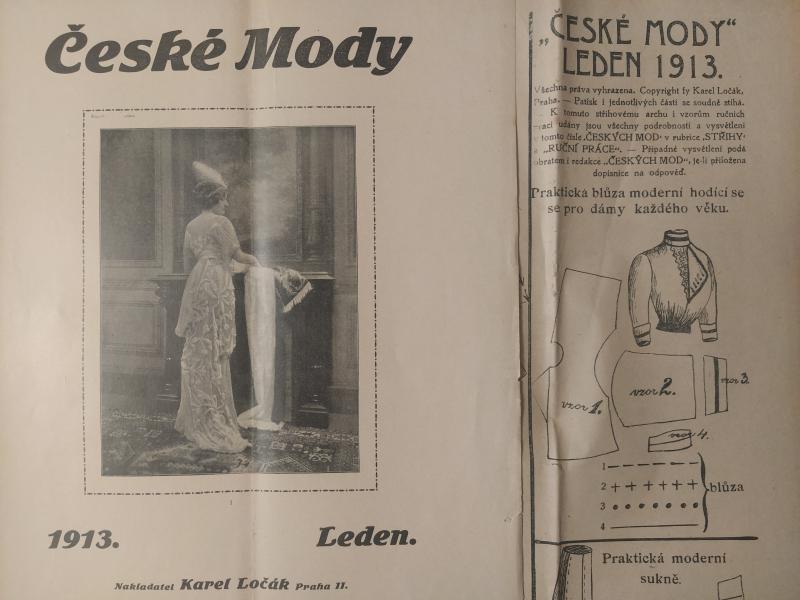 České Mody
1913.
Leden.
Nakladatel Karel Ločák Praha II.
„ČESKÉ MODY“
LEDEN 1913.
Všechna práva vyhrazena. Copyright fy Karel Ločák,
Praha. — Patisk i jednotlivých částí se soudně stíhá.
K tomuto střihovému archu i vzorům ručních
prací udány jsou všechny podrobnosti a vysvětlení
v tomto čísle „ČESKÝCH MOD“ v rubrice „STŘIHY“
a „RUČNÍ PRÁCE“. — Případné vysvětlení podá
obratem i redakce „ČESKÝCH MOD“, je-li přiložena
dopisnice na odpověď.
Praktická blůza moderní hodící se
se pro dámy každého věku.
vzor 1.
vzor 2.
vzor 3.
vzor 4.
1
2
3
4
blůza
Praktická moderní
sukně.